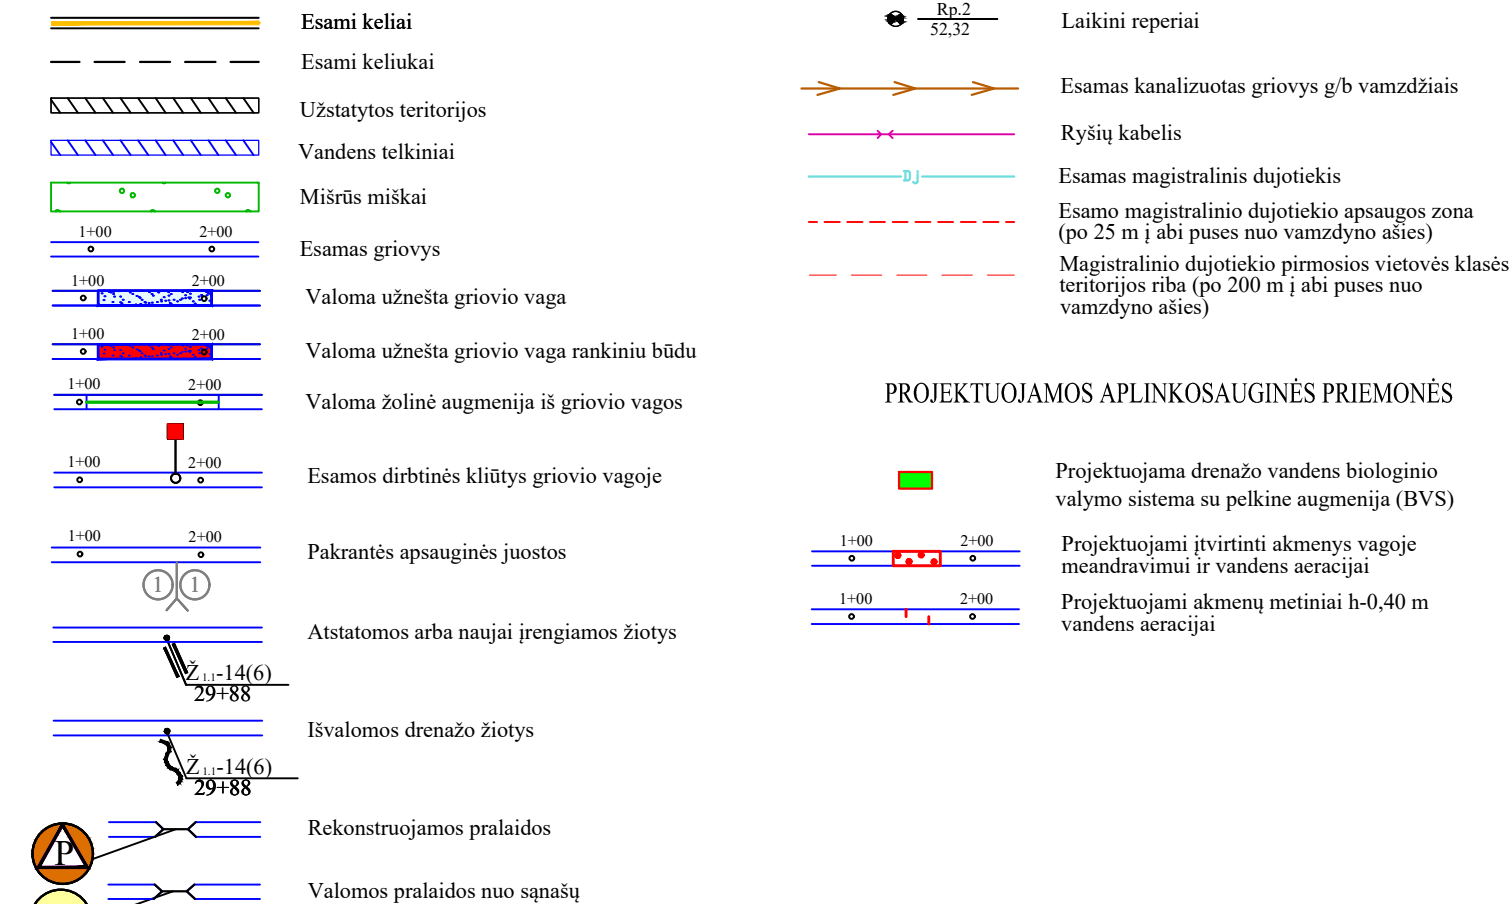 Esami keliai
Esami keliukai
Užstatytos teritorijos
Vandens telkiniai
Mišrūs miškai
1+00 2+00
Esamas griovys
1+00 2+00
Valoma užnešta griovio vaga
1+00 2+00
Valoma užnešta griovio vaga rankiniu būdu
1+00 2+00
Valoma žolinė augmenija iš griovio vagos
1+00 2+00
Esamos dirbtinės kliūtys griovio vagoje
1+00 2+00
Pakrantės apsauginės juostos
1 1
Atstatomos arba naujai įrengiamos žiotys
Ž 1.1-14(6)
29+88
Išvalomos drenažo žiotys
Ž 1.1-14(6)
29+88
Rekonstruojamos pralaidos
P
Valomos pralaidos nuo sąnašų
Rp.2
52,32
Laikini reperiai
Esamas kanalizuotas griovys g/b vamzdžiais
Ryšių kabelis
DJ
Esamas magistralinis dujotiekis
Esamo magistralinio dujotiekio apsaugos zona
(po 25 m į abi puses nuo vamzdyno ašies)
Magistralinio dujotiekio pirmosios vietovės klasės
teritorijos riba (po 200 m į abi puses nuo
vamzdyno ašies)
PROJEKTUOJAMOS APLINKOSAUGINĖS PRIEMONĖS
Projektuojama drenažo vandens biologinio
valymo sistema su pelkine augmenija (BVS)
1+00 2+00
Projektuojami įtvirtinti akmenys vagoje
meandravimui ir vandens aeracijai
1+00 2+00
Projektuojami akmenų metiniai h-0,40 m
vandens aeracijai